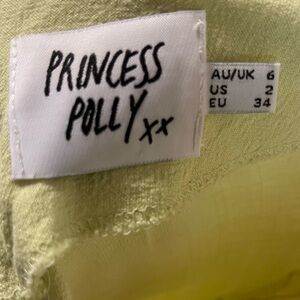 PRINCESS
POLLY xx
AU/UK 6
US 2
EU 34